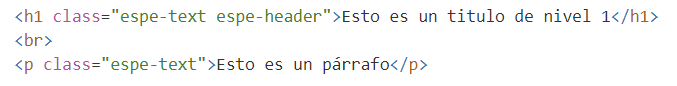 <h1 class="espe-text espe-header">Esto es un titulo de nivel 1</h1>
<br>
<p class="espe-text">Esto es un párrafo</p>